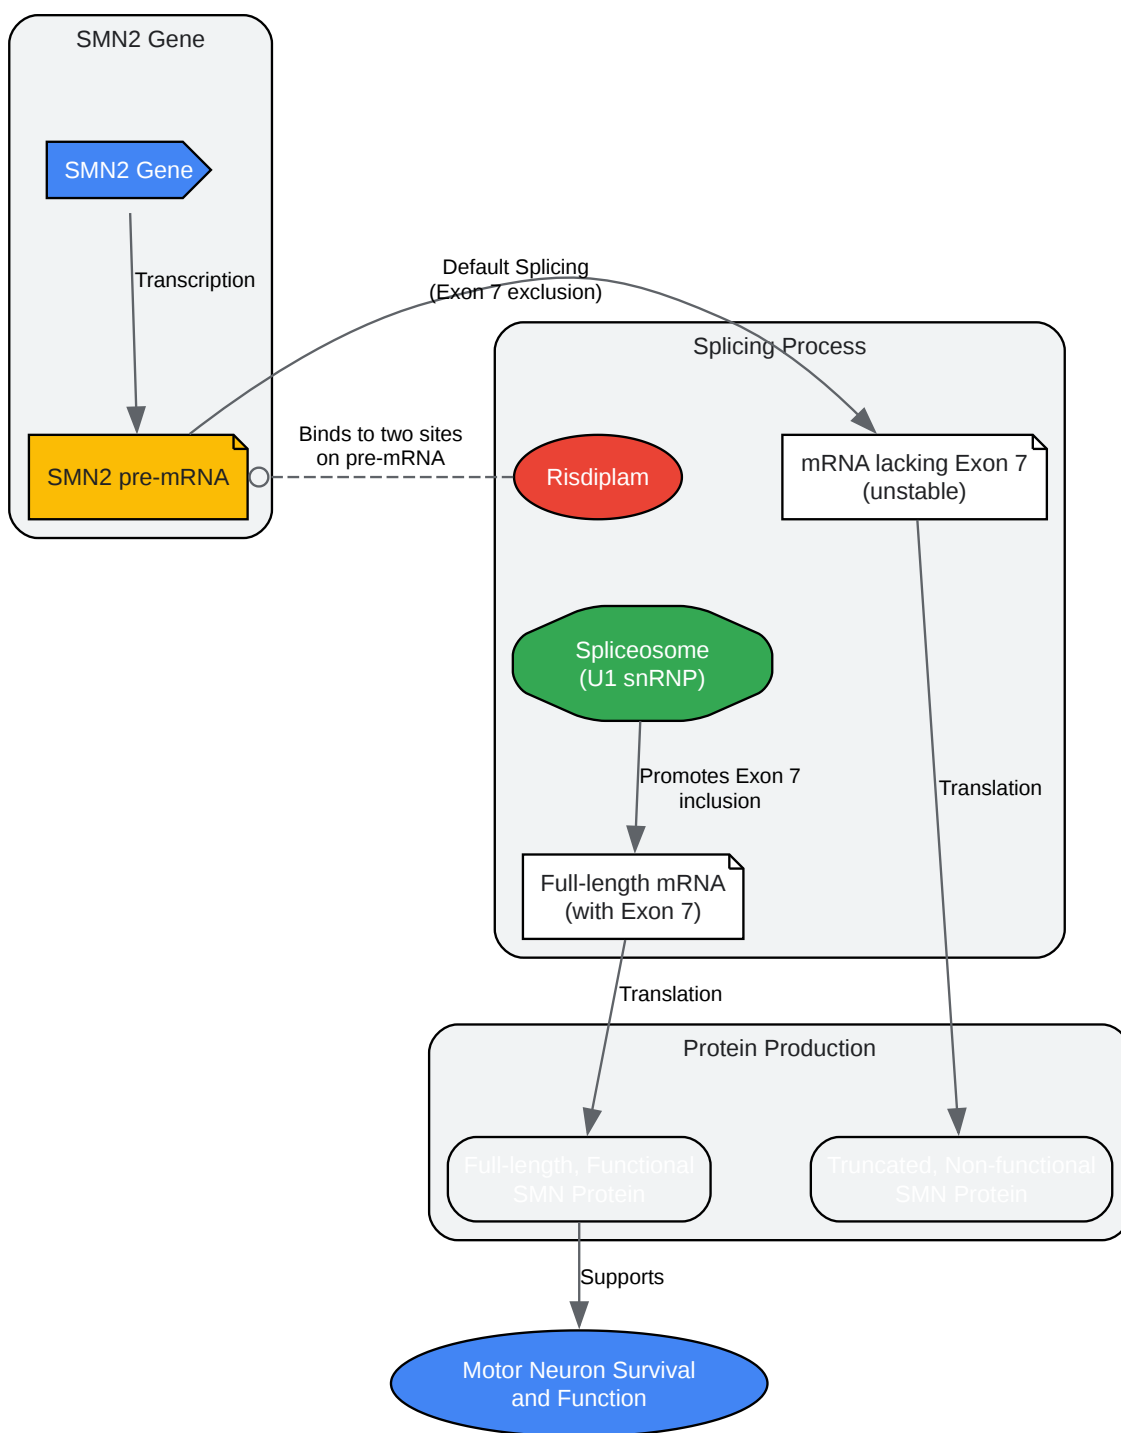 SMN2 Gene
SMN2 Gene
Transcription
Default Splicing
(Exon 7 exclusion)
Splicing Process
SMN2 pre-mRNA
Binds to two sites
on pre-mRNA
Risdiplam
mRNA lacking Exon 7
(unstable)
Spliceosome
(U1 snRNP)
Promotes Exon 7
inclusion
Translation
Full-length mRNA
(with Exon 7)
Translation
Protein Production
Full-length, Functional
SMN Protein
Truncated, Non-functional
SMN Protein
Supports
Motor Neuron Survival
and Function